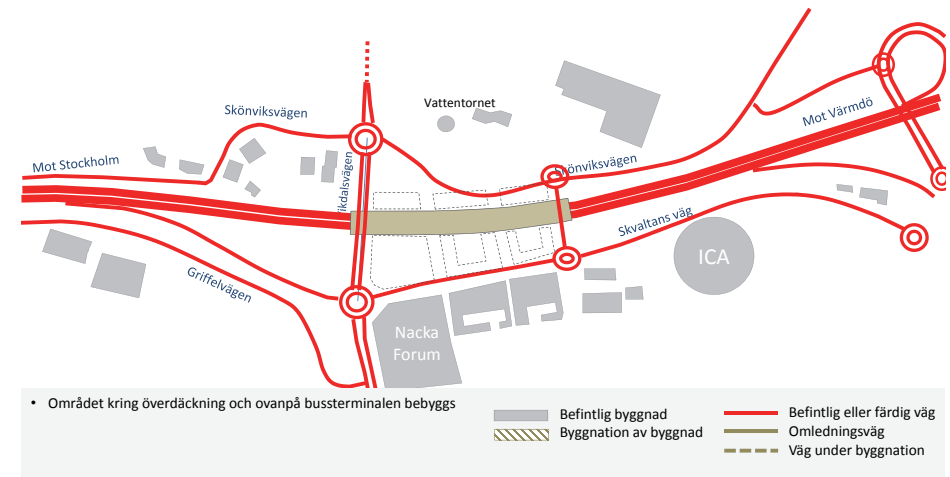 Skönviksvägen
Vattentornet
Mot Värmdö
Mot Stockholm
Skönviksvägen
ikdalsvägen
Skvaltans väg
ICA
Griffelvägen
Nacka
Forum
• Området kring överdäckning och ovanpå bussterminalen bebyggs
Befintlig byggnad
Byggnation av byggnad
Befintlig eller färdig väg
Omledningsväg
Väg under byggnation